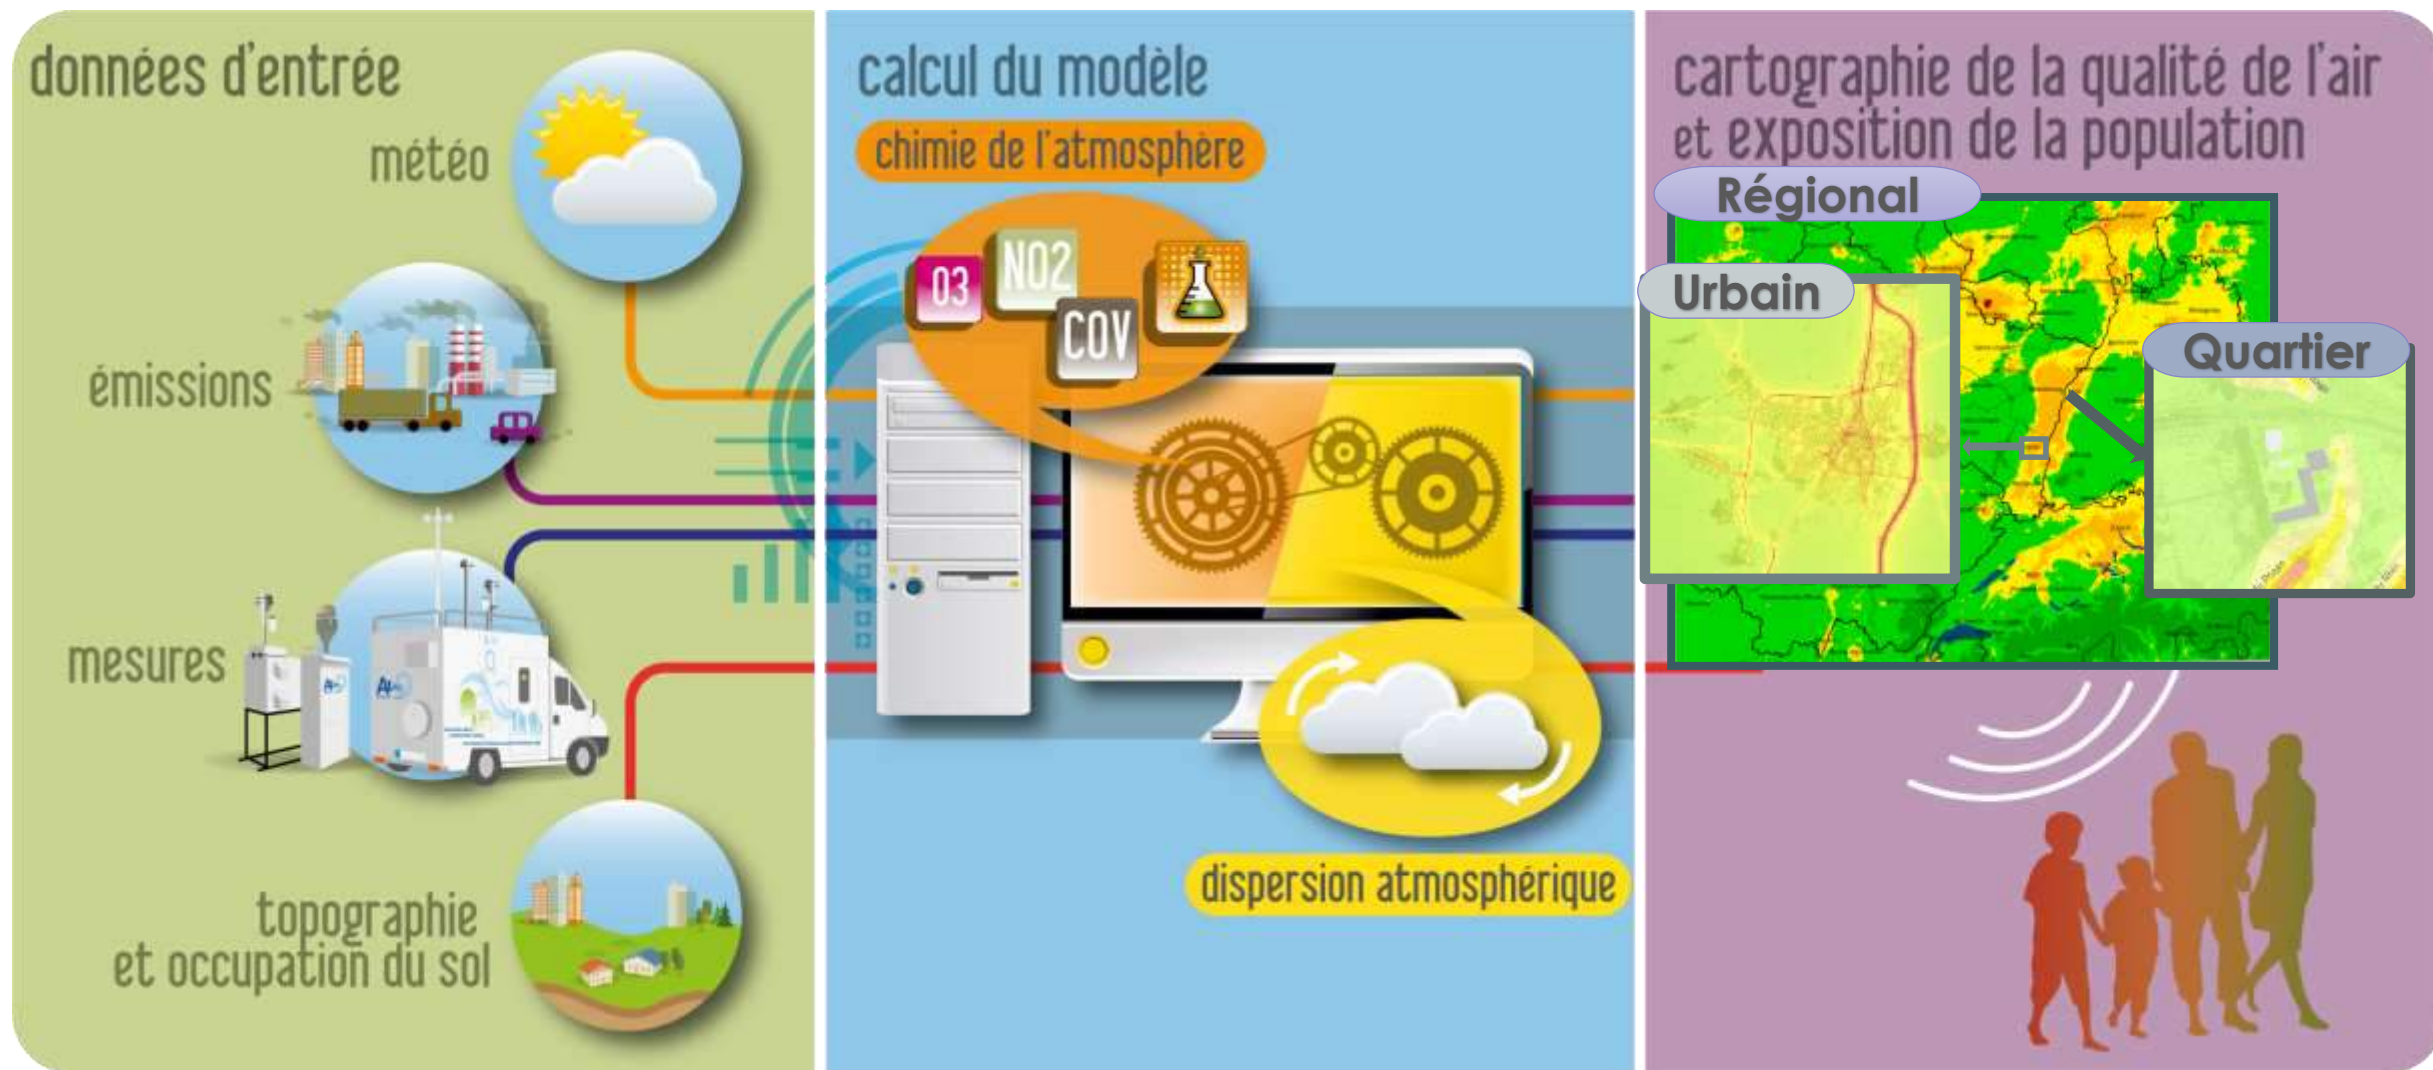 données d'entrée
météo
émissions
mesures
topographie
et occupation du sol
calcul du modèle
chimie de l'atmosphère
O3
NO2
COV
dispersion atmosphérique
cartographie de la qualité de l'air
et exposition de la population
Régional
Urbain
Quartier